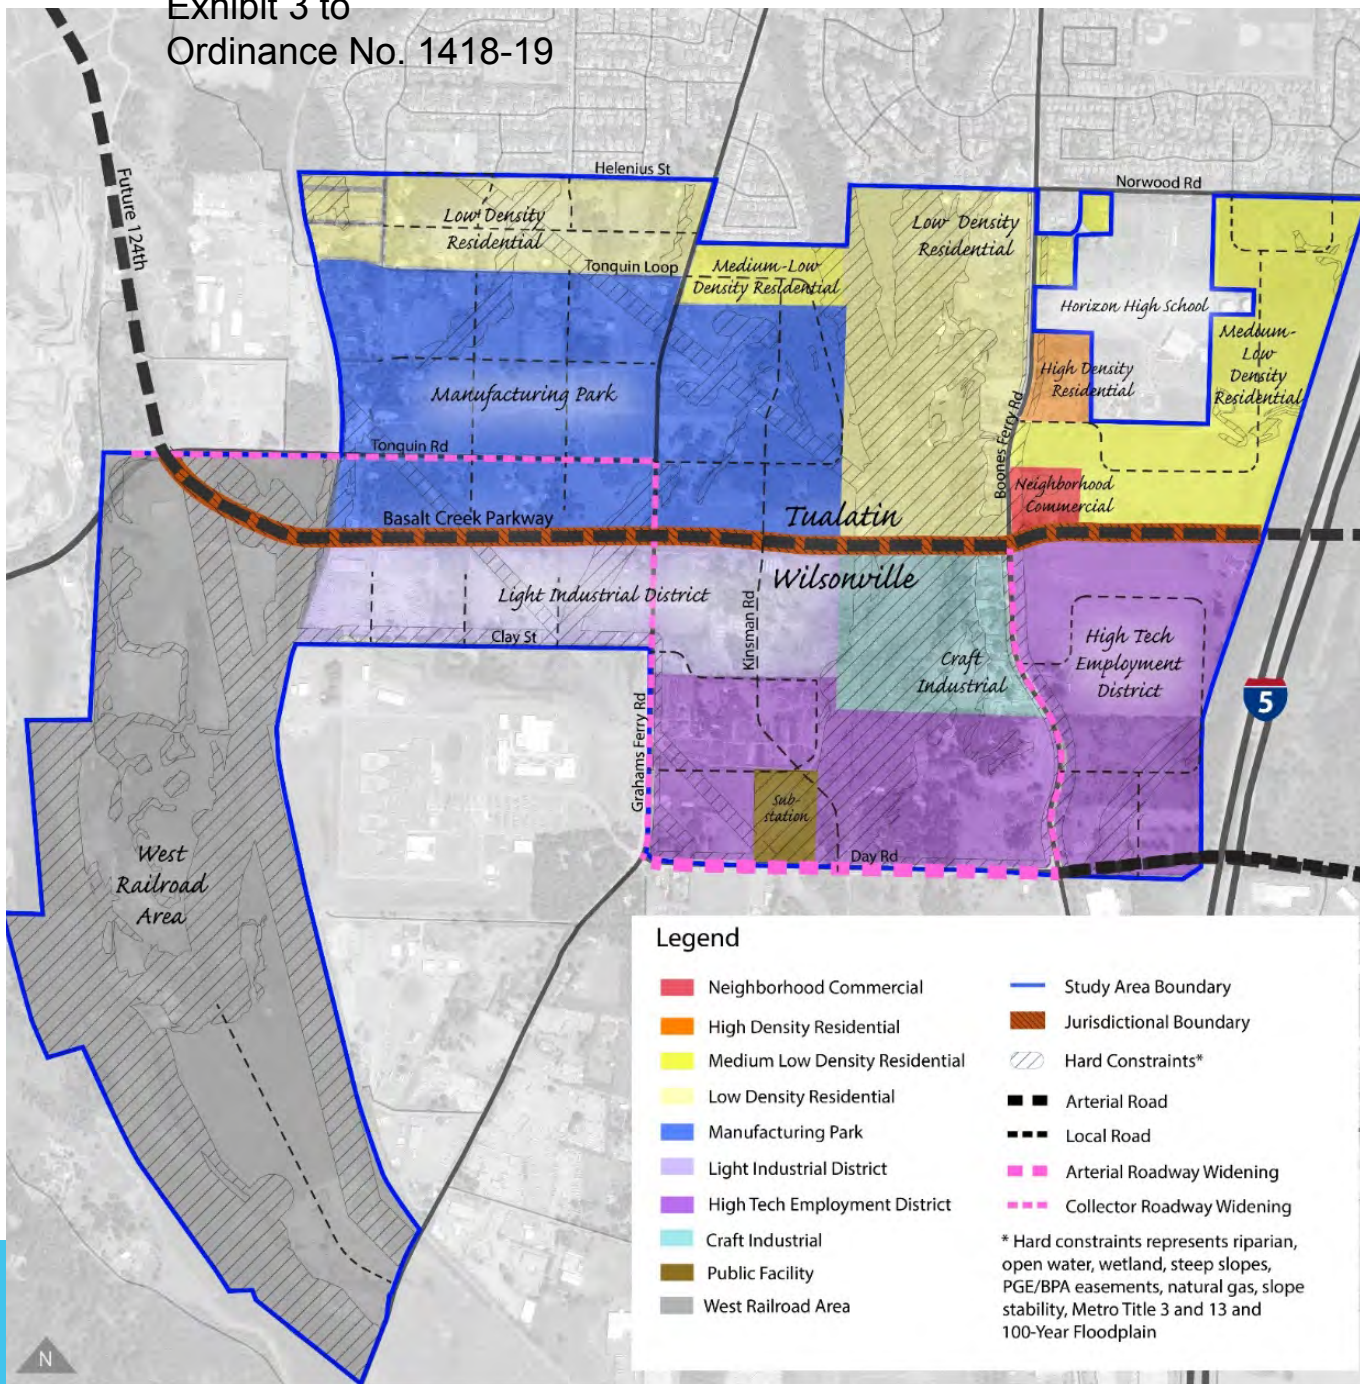 Exhibit 3 to
Ordinance No. 1418-19
Future 124th
Helenius St
Norwood Rd
Low Density
Residential
Low Density
Residential
Tonquin Loop
Medium-Low
Density Residential
Horizon High School
Medium-
Low
Density
Residential
High Density
Residential
Manufacturing Park
Boones Ferry Rd
Tonquin Rd
Neighborhood
Commercial
Basalt Creek Parkway
Tualatin
Wilsonville
Light Industrial District
Kinsman Rd
Clay St
High Tech
Employment
District
Craft
Industrial
5
Grahams Ferry Rd
Sub-
station
Day Rd
West
Railroad
Area
Legend
Neighborhood Commercial
High Density Residential
Medium Low Density Residential
Low Density Residential
Manufacturing Park
Light Industrial District
High Tech Employment District
Craft Industrial
Public Facility
West Railroad Area
Study Area Boundary
Jurisdictional Boundary
Hard Constraints*
Arterial Road
Local Road
Arterial Roadway Widening
Collector Roadway Widening
* Hard constraints represents riparian,
open water, wetland, steep slopes,
PGE/BPA easements, natural gas, slope
stability, Metro Title 3 and 13 and
100-Year Floodplain
N